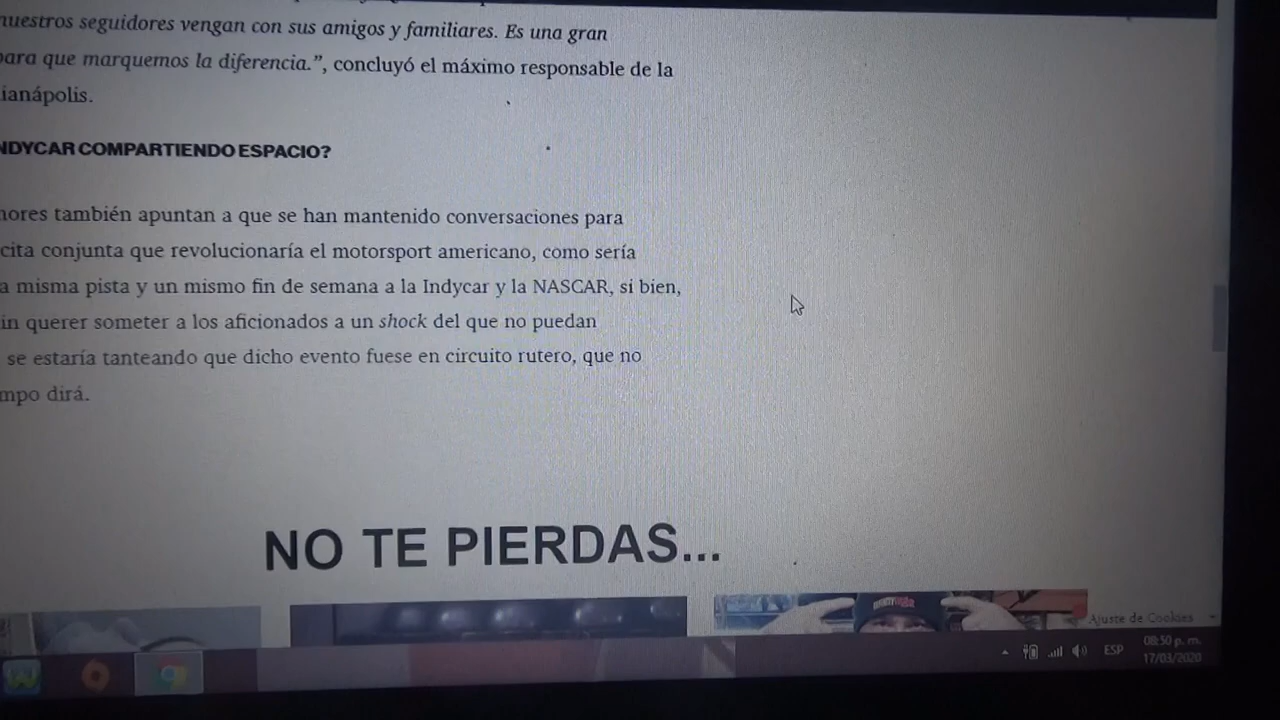 nuestros seguidores vengan con sus amigos y familiares. Es una gran
para que marquemos la diferencia.”, concluyó el máximo responsable de la
ianápolis.
NDYCAR COMPARTIENDO ESPACIO?
mores también apuntan a que se han mantenido conversaciones para
cita conjunta que revolucionaría el motorsport americano, como sería
a misma pista y un mismo fin de semana a la Indycar y la NASCAR, si bien,
in querer someter a los aficionados a un shock del que no puedan
se estaría tanteando que dicho evento fuese en circuito rutero, que no
mpo dirá.
NO TE PIERDAS...
Ajuste de Cookies
ESP
08:50 p. m.
17/03/2020